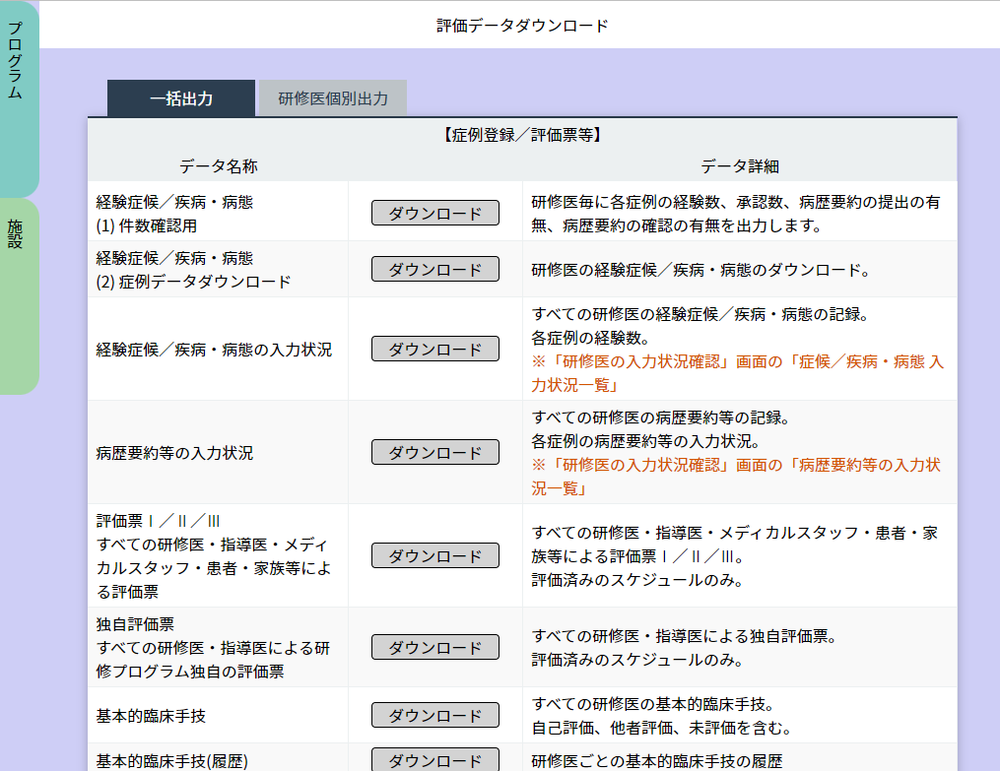 プログラム
施設
評価データダウンロード
一括出力
研修医個別出力
【症例登録／評価票等】
データ名称
データ詳細
経験症候／疾病・病態
(1) 件数確認用
ダウンロード
研修医毎に各症例の経験数、承認数、病歴要約の提出の有
無、病歴要約の確認の有無を出力します。
経験症候／疾病・病態
(2) 症例データダウンロード
ダウンロード
研修医の経験症候／疾病・病態のダウンロード。
経験症候／疾病・病態の入力状況
ダウンロード
すべての研修医の経験症候／疾病・病態の記録。
各症例の経験数。
※「研修医の入力状況確認」画面の「症候／疾病・病態 入
力状況一覧」
病歴要約等の入力状況
ダウンロード
すべての研修医の病歴要約等の記録。
各症例の病歴要約等の入力状況。
※「研修医の入力状況確認」画面の「病歴要約等の入力状
況一覧」
評価票Ⅰ／Ⅱ／Ⅲ
すべての研修医・指導医・メディ
カルスタッフ・患者・家族等によ
る評価票
ダウンロード
すべての研修医・指導医・メディカルスタッフ・患者・家
族等による評価票Ⅰ／Ⅱ／Ⅲ。
評価済みのスケジュールのみ。
独自評価票
すべての研修医・指導医による研
修プログラム独自の評価票
ダウンロード
すべての研修医・指導医による独自評価票。
評価済みのスケジュールのみ。
基本的臨床手技
ダウンロード
すべての研修医の基本的臨床手技。
自己評価、他者評価、未評価を含む。
基本的臨床手技(履歴)
ダウンロード
研修医ごとの基本的臨床手技の履歴